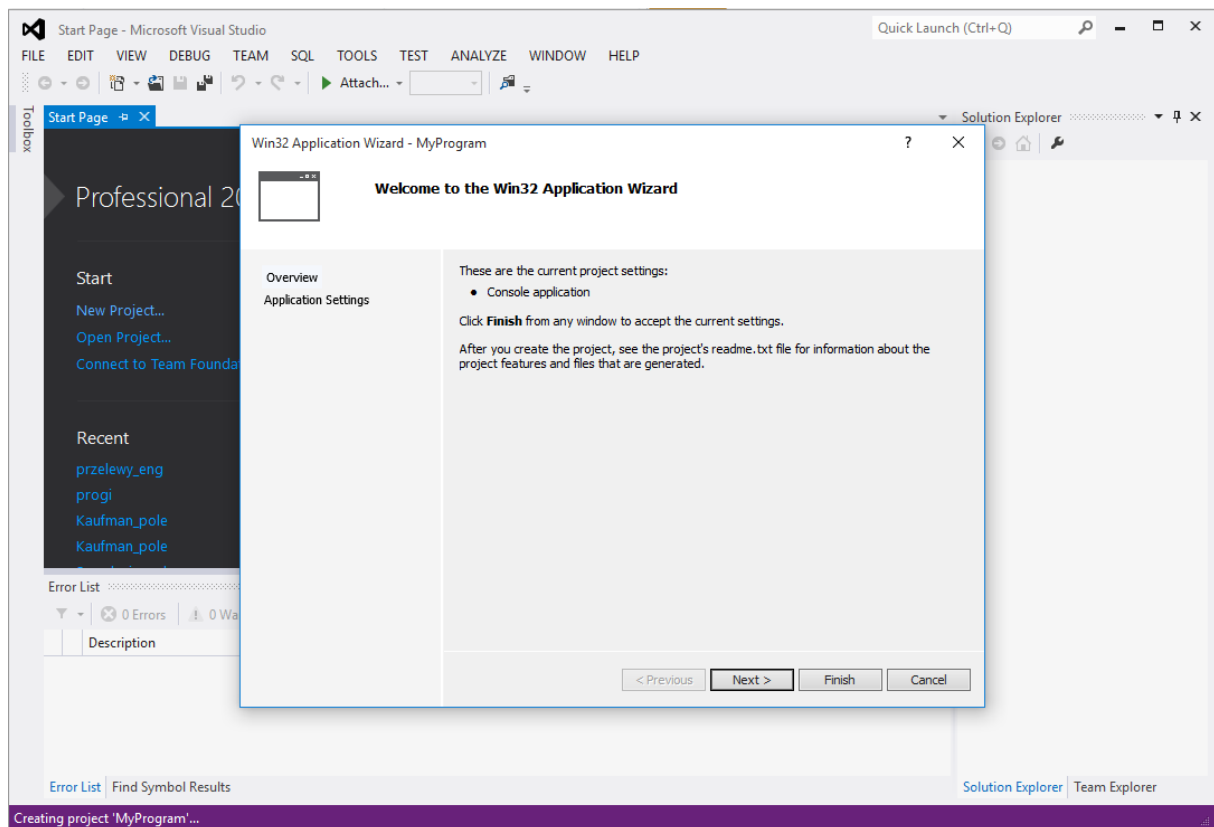 Start Page - Microsoft Visual Studio
Quick Launch (Ctrl+Q)
FILE EDIT VIEW DEBUG TEAM SQL TOOLS TEST ANALYZE WINDOW HELP
Attach...
Toolbox
Start Page
Solution Explorer
Win32 Application Wizard - MyProgram
?
Welcome to the Win32 Application Wizard
Professional 20
Overview
Application Settings
These are the current project settings:
• Console application
Click Finish from any window to accept the current settings.
After you create the project, see the project's readme.txt file for information about the
project features and files that are generated.
Start
New Project...
Open Project...
Connect to Team Founda
Recent
przelewy_eng
progi
Kaufman_pole
Kaufman_pole
Error List
0 Errors
0 Wa
Description
< Previous
Next >
Finish
Cancel
Error List
Find Symbol Results
Solution Explorer
Team Explorer
Creating project 'MyProgram'...